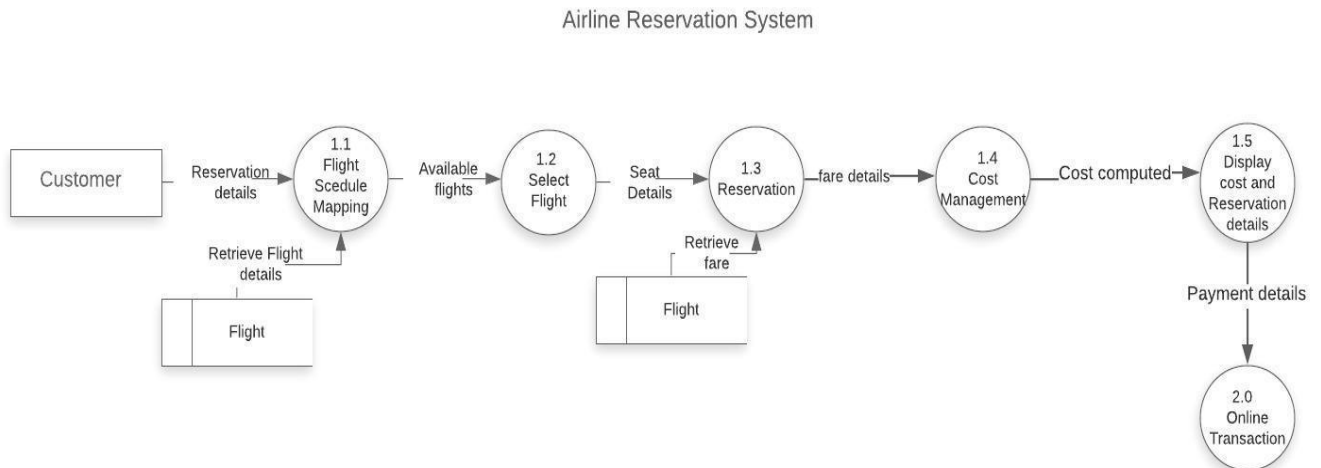 Airline Reservation System
Customer
Reservation
details
1.1
Flight
Scedule
Mapping
Available
flights
1.2
Select
Flight
Seat
Details
1.3
Reservation
fare details
1.4
Cost
Management
Cost computed
1.5
Display
cost and
Reservation
details
Retrieve Flight
details
Flight
Retrieve
fare
Flight
Payment details
2.0
Online
Transaction